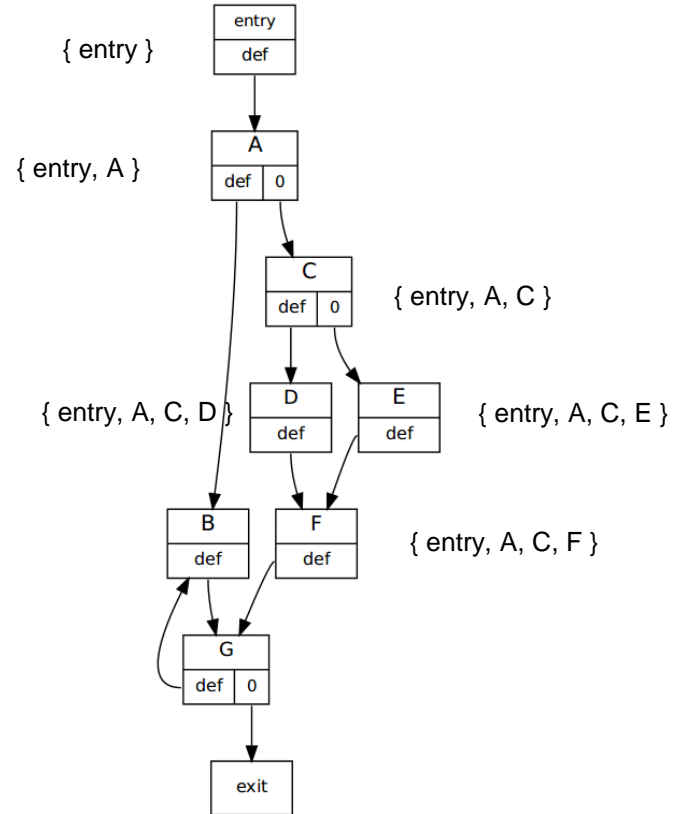 entry
{ entry }
def
A
{ entry, A }
def 0
C
{ entry, A, C }
def 0
D
E
{ entry, A, C, D }
{ entry, A, C, E }
def
def
B
F
{ entry, A, C, F }
def
def
G
def 0
exit